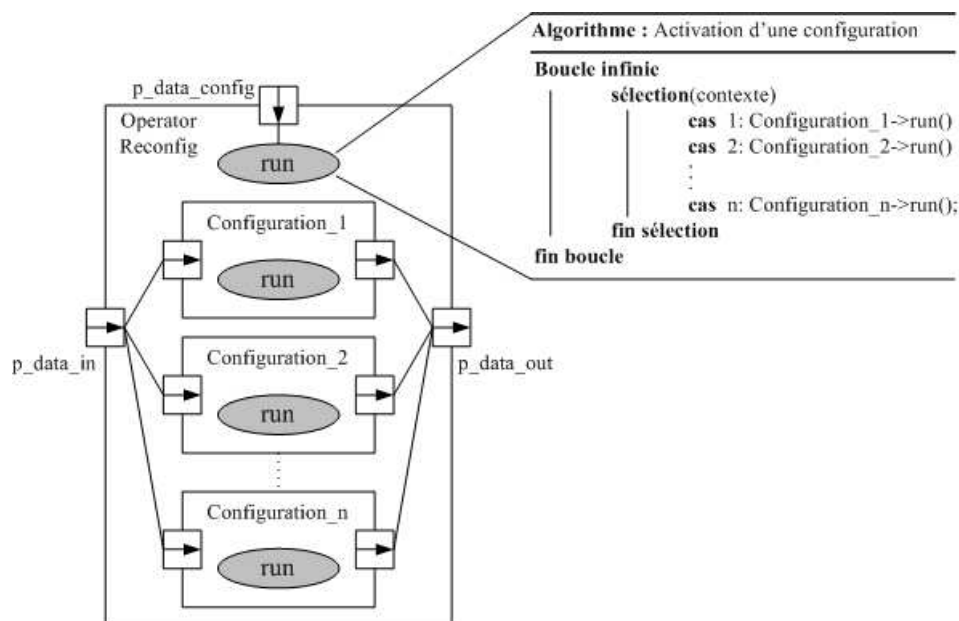 Algorithme : Activation d'une configuration
Boucle infinie
sélection(contexte)
cas 1: Configuration_1->run()
cas 2: Configuration_2->run()
:
:
cas n: Configuration_n->run();
fin sélection
fin boucle
p_data_config
Operator
Reconfig
run
Configuration_1
run
p_data_in
p_data_out
Configuration_2
run
Configuration_n
run